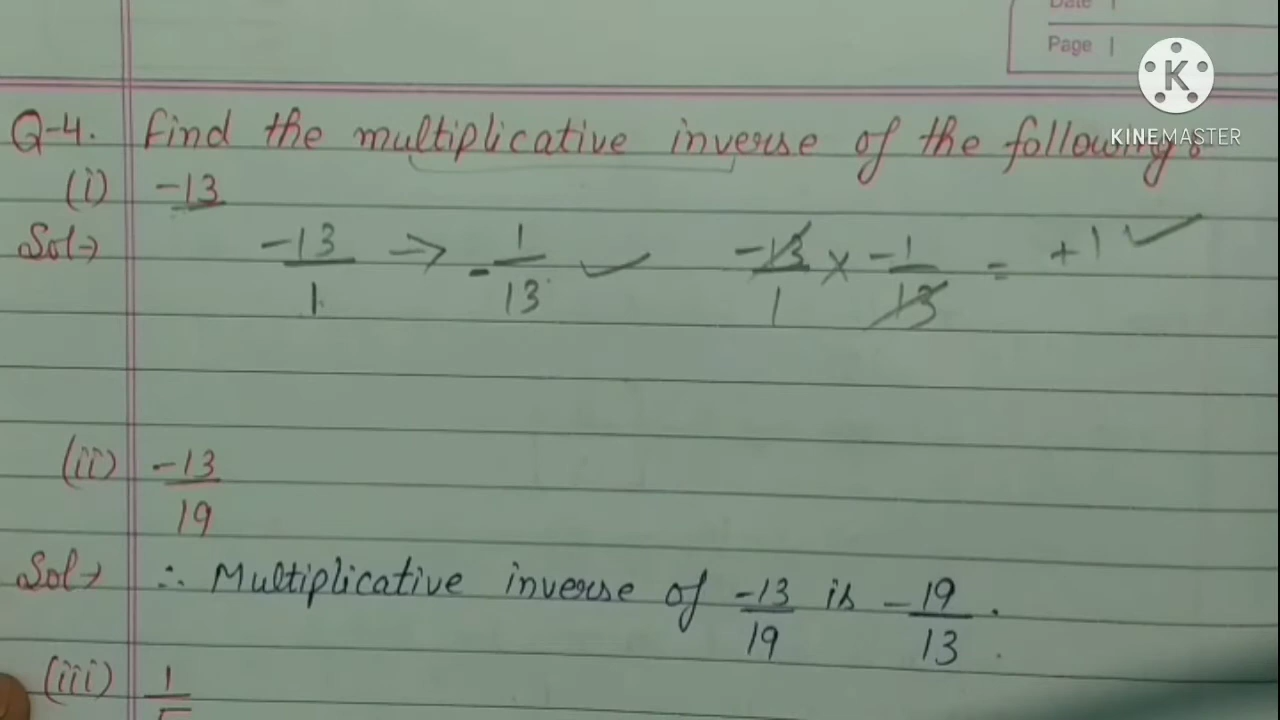 Date
Page
K
KINEMASTER
Q-4. Find the multiplicative inverse of the following:
(i) -13
Sol→ -13/1 → -1/13 ✓ -13/1 × -1/13 = +1 ✓
(ii) -13/19
Sol→ ∴ Multiplicative inverse of -13/19 is -19/13.
(iii) 1